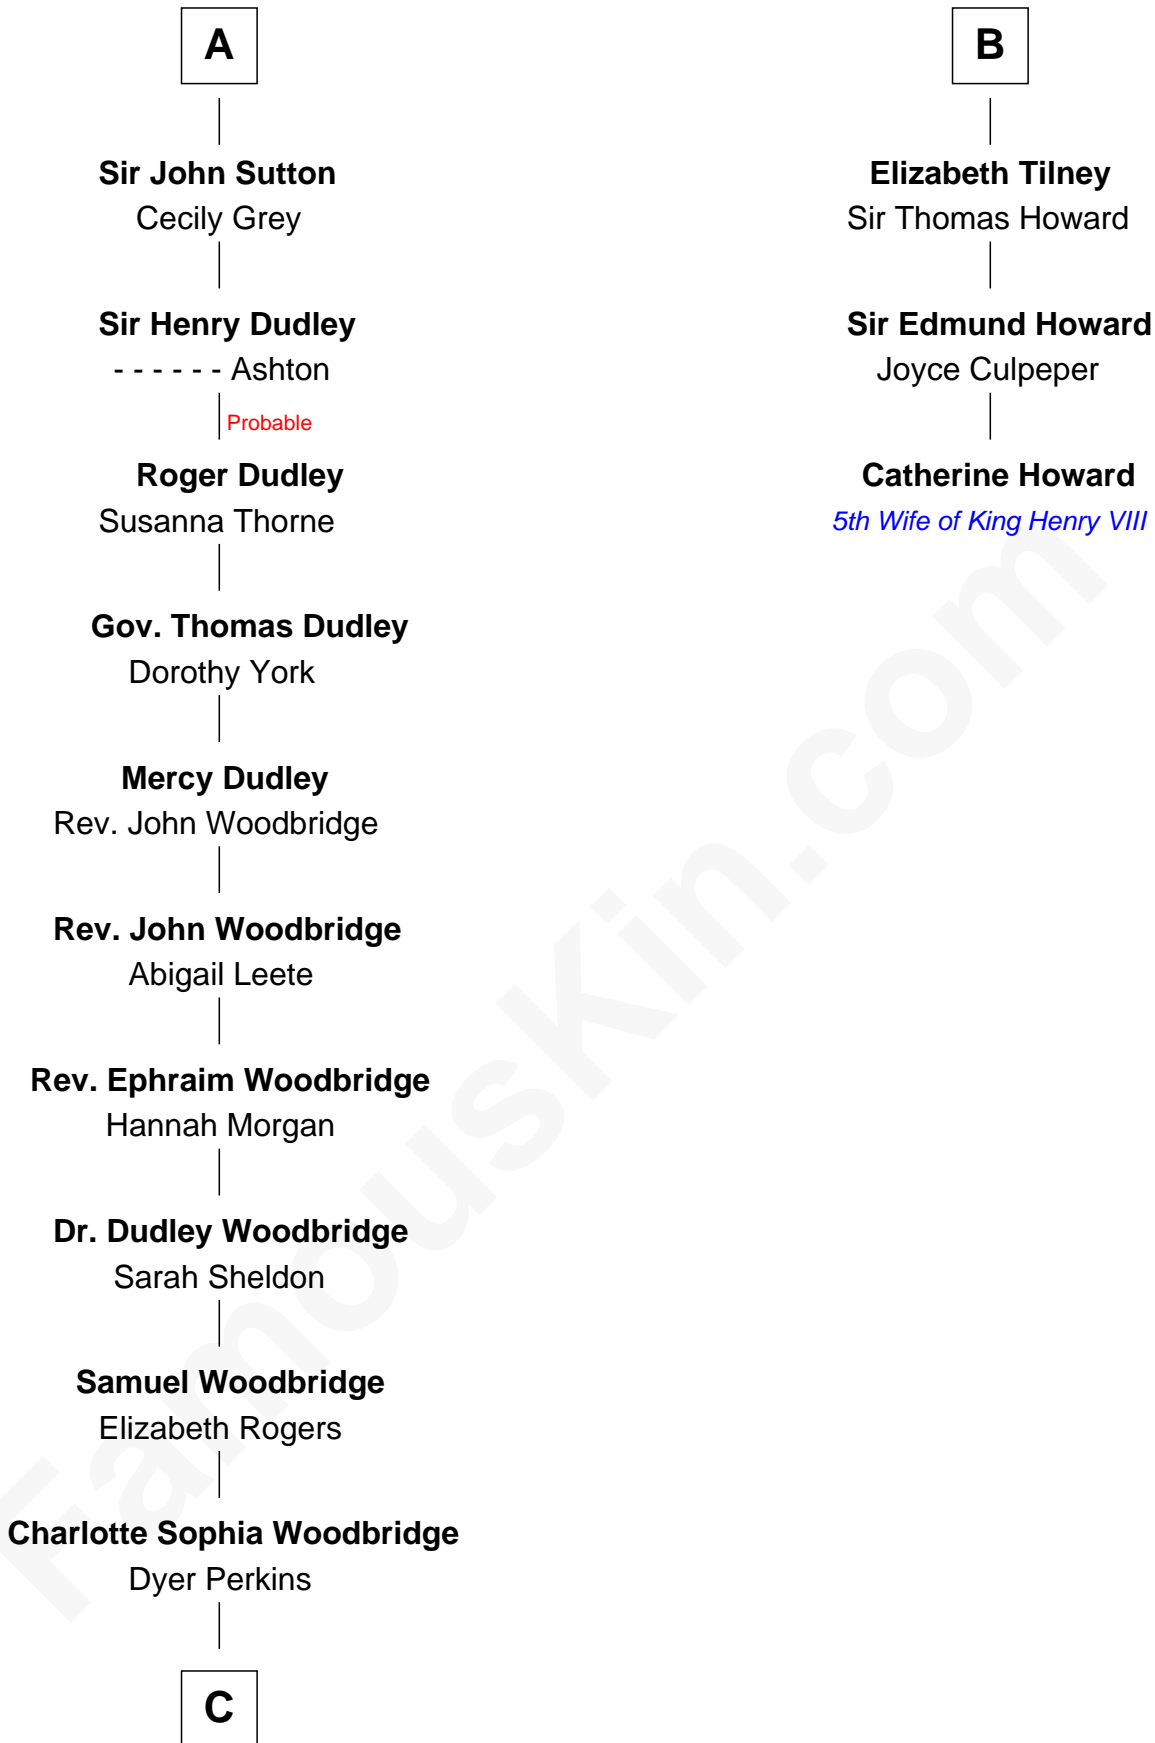 A
Sir John Sutton
Cecily Grey
Sir Henry Dudley
- - - - - - Ashton
Probable
Roger Dudley
Susanna Thorne
Gov. Thomas Dudley
Dorothy York
Mercy Dudley
Rev. John Woodbridge
Rev. John Woodbridge
Abigail Leete
Rev. Ephraim Woodbridge
Hannah Morgan
Dr. Dudley Woodbridge
Sarah Sheldon
Samuel Woodbridge
Elizabeth Rogers
Charlotte Sophia Woodbridge
Dyer Perkins
C
B
Elizabeth Tilney
Sir Thomas Howard
Sir Edmund Howard
Joyce Culpeper
Catherine Howard
5th Wife of King Henry VIII
FamousKin.com